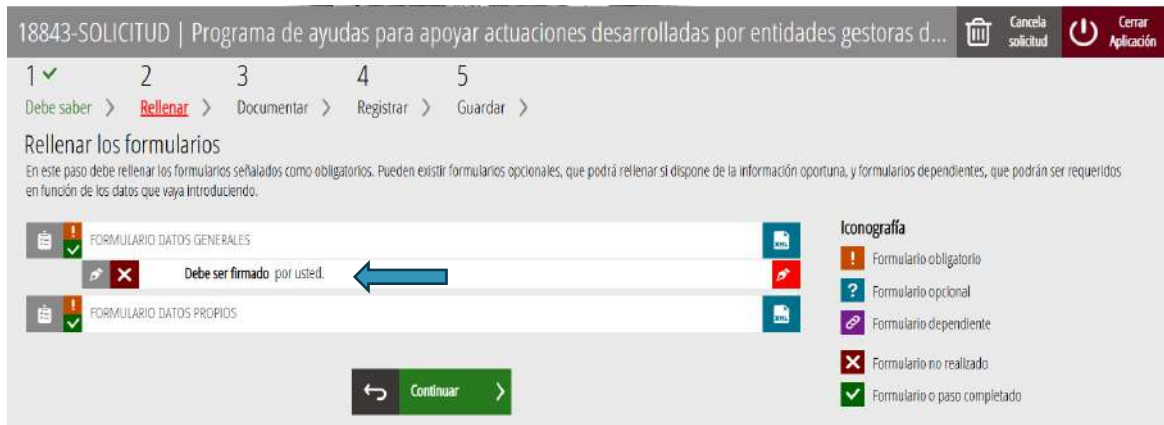 18843-SOLICITUD | Programa de ayudas para apoyar actuaciones desarrolladas por entidades gestoras d...
Cancela solicitud
Cerrar Aplicación
1 2 3 4 5
Debe saber > Rellenar > Documentar > Registrar > Guardar >
Rellenar los formularios
En este paso debe rellenar los formularios señalados como obligatorios. Pueden existir formularios opcionales, que podrá rellenar si dispone de la información oportuna, y formularios dependientes, que podrán ser requeridos
en función de los datos que vaya introduciendo.
FORMULARIO DATOS GENERALES
XML
Debe ser firmado por usted.
FORMULARIO DATOS PROPIOS
XML
Continuar
Iconografía
! Formulario obligatorio
? Formulario opcional
Formulario dependiente
Formulario no realizado
Formulario o paso completado